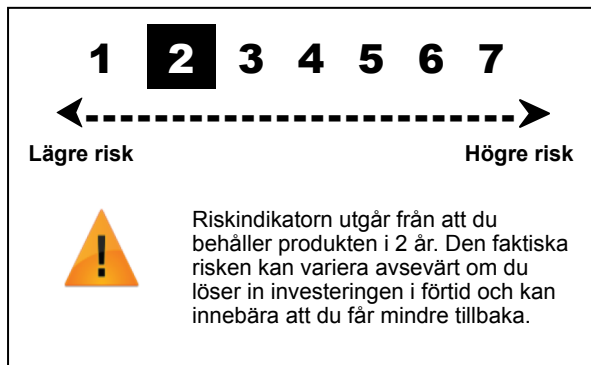 1 2 3 4 5 6 7
Lägre risk Högre risk
Riskindikatorn utgår från att du
behåller produkten i 2 år. Den faktiska
risken kan variera avsevärt om du
löser in investeringen i förtid och kan
innebära att du får mindre tillbaka.